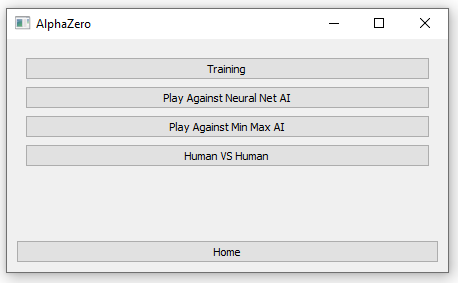 AlphaZero
Training
Play Against Neural Net AI
Play Against Min Max AI
Human VS Human
Home